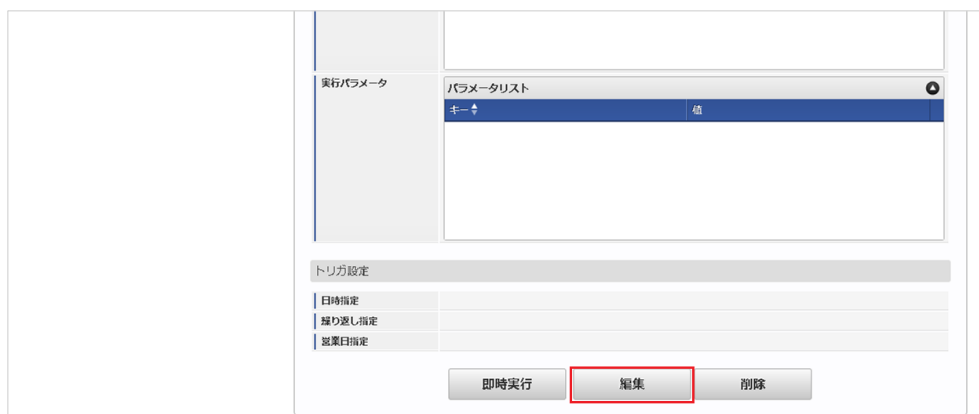 実行パラメータ
パラメータリスト
キー 値
トリガ設定
日時指定
繰り返し指定
営業日指定
即時実行 編集 削除